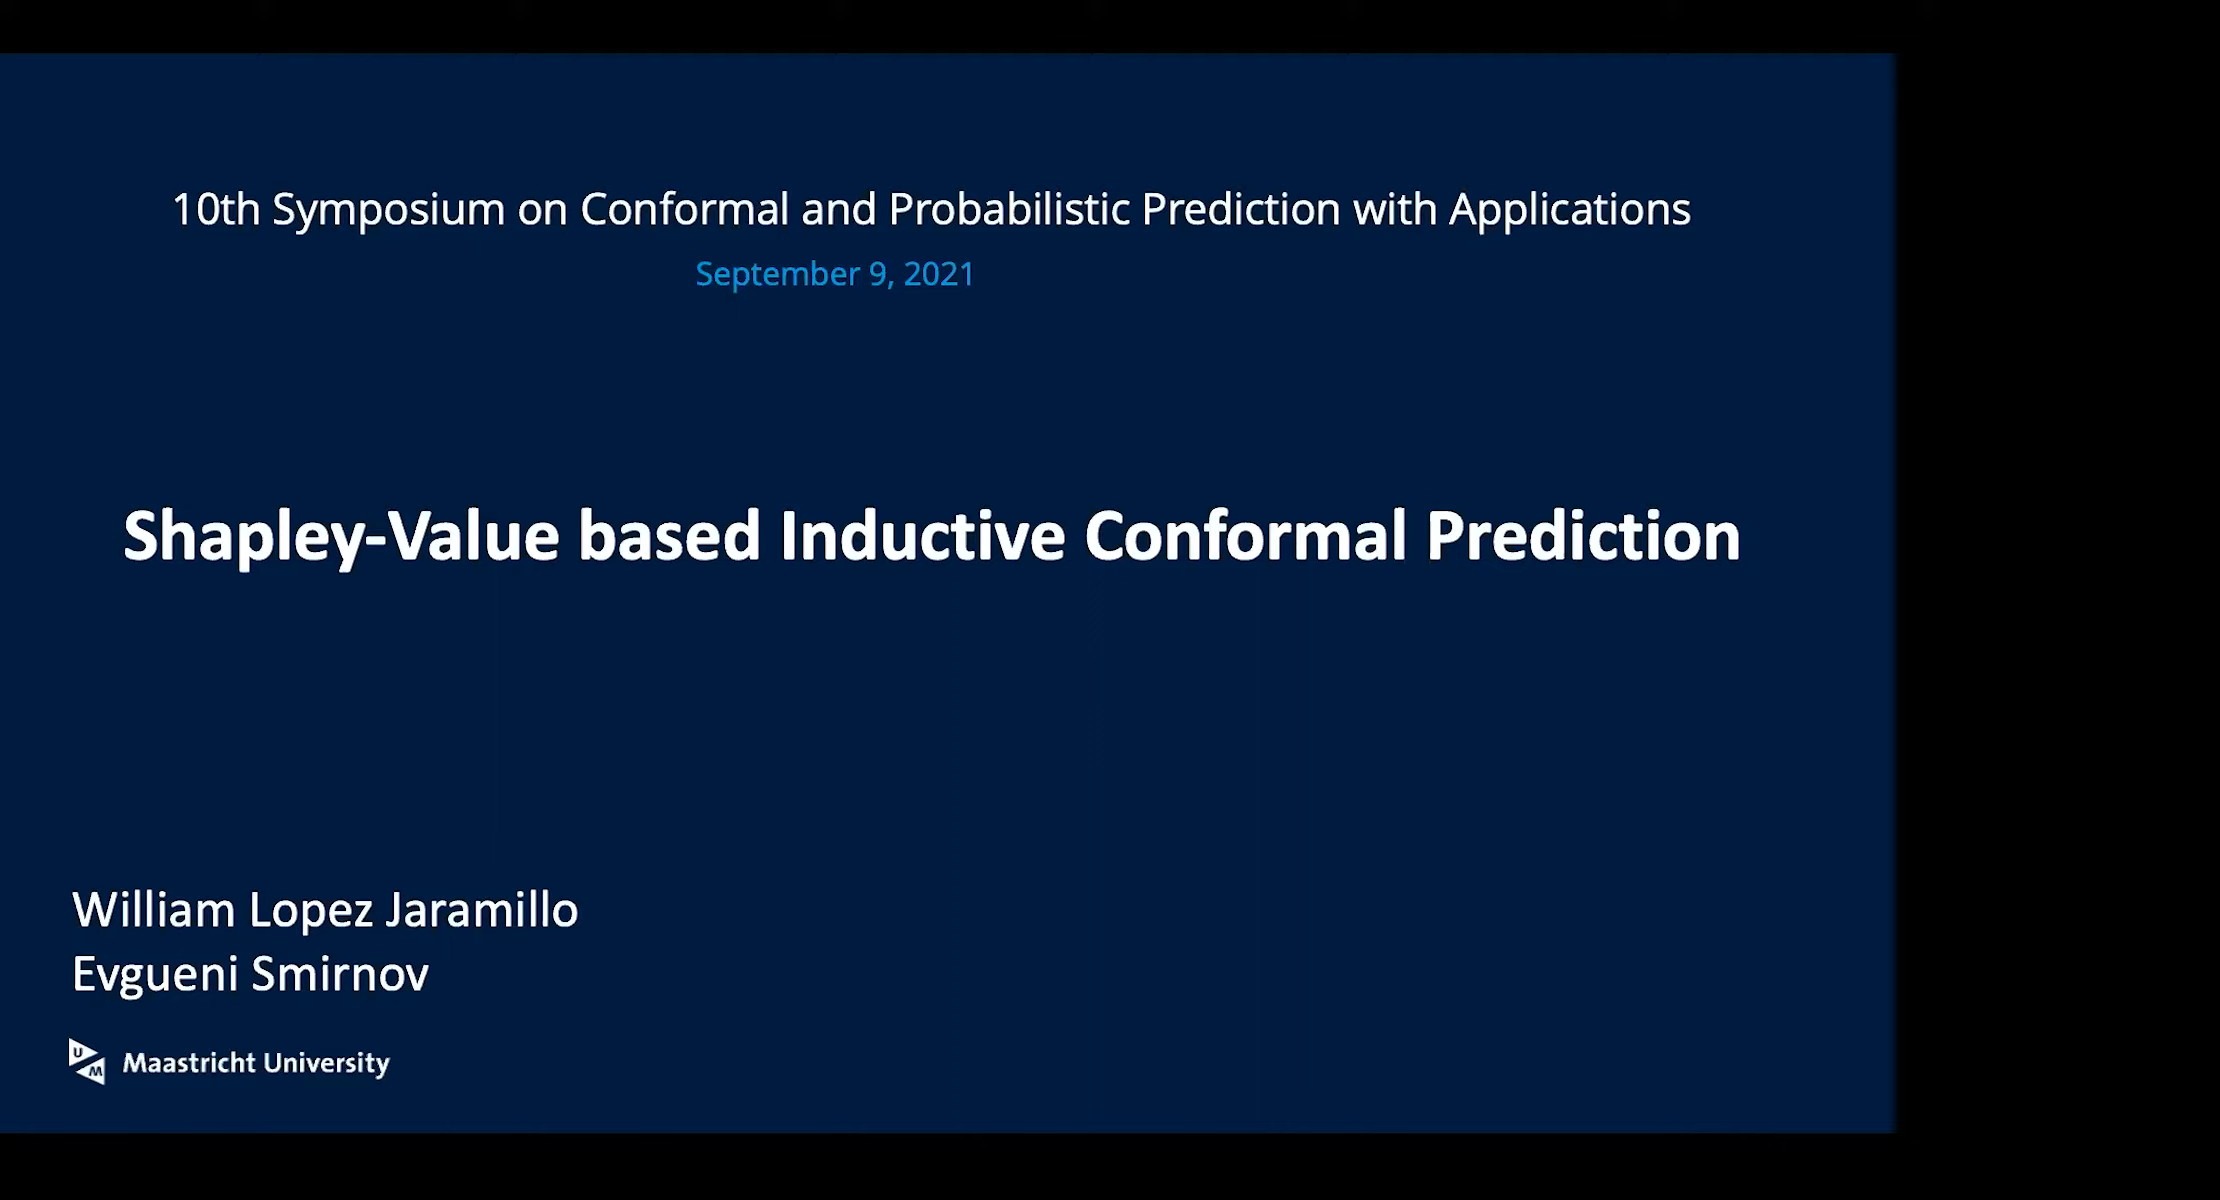 10th Symposium on Conformal and Probabilistic Prediction with Applications
September 9, 2021
Shapley-Value based Inductive Conformal Prediction
William Lopez Jaramillo
Evgueni Smirnov
UM Maastricht University